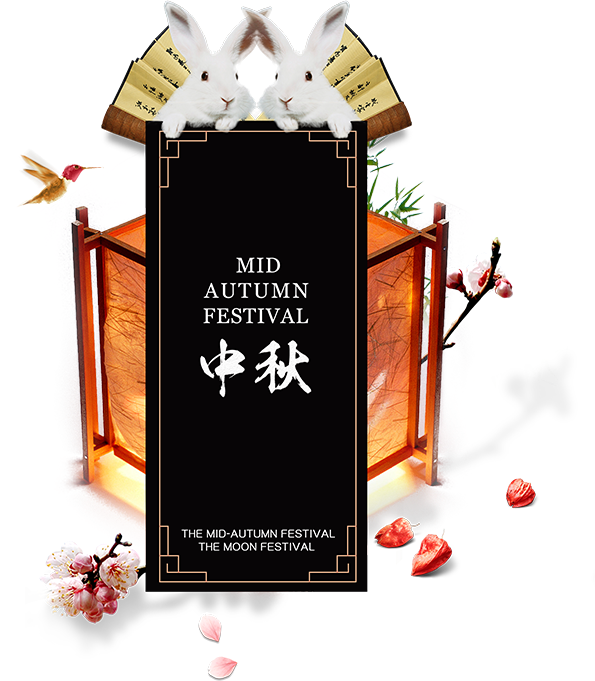 MID
AUTUMN
FESTIVAL
中秋
THE MID-AUTUMN FESTIVAL
THE MOON FESTIVAL